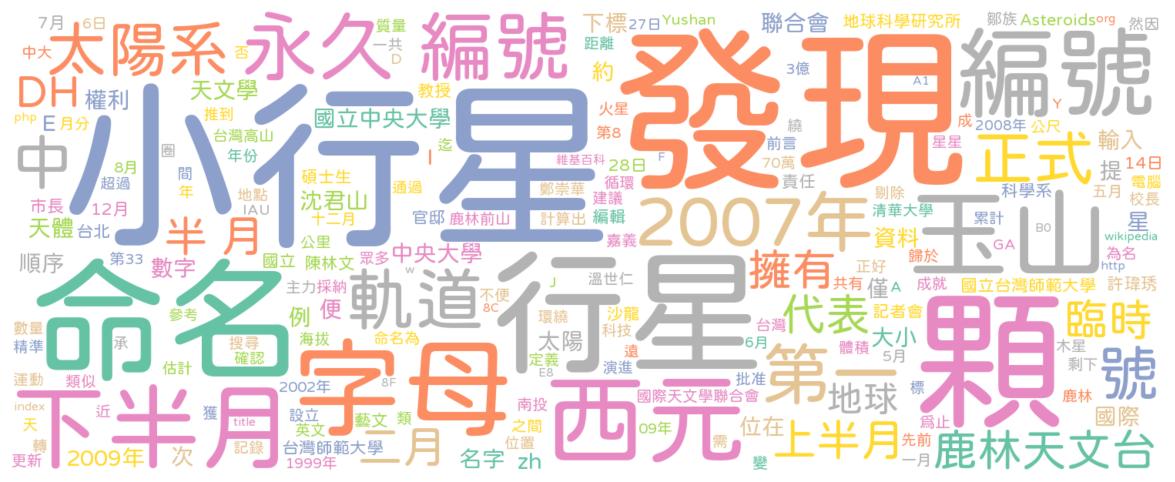 7月
6日
太陽系
永久
編號
質量
一共
D
下標
27日
Yushan
聯合會
地球科學研究所
鄒族
Asteroids
org
然因
中大
否
距離
DH
權利
天文學
教授
約
3億
發現
編號
小行星
A1
php
E
月分
推到
國立中央大學
火星
第8
前言
繞
成
2008年
公尺
Y
正式
輸入
中
圈
台灣高山
I
迄
維基百科
F
70萬
星星
提
14日
8月
間
年份
碩士生
通過
28日
循環
責任
科學系
五月
電腦
校長
超過
年
地點
沈君山
鄭崇華
建議
剔除
市長
12月
IAU
十二月
官邸
鹿林前山
計算出
編輯
2007年
清華大學
累計
玉山
B0
星
天體
台北
半
月
公里
嘉義
資料
GA
wikipedia
為名
順序
第33
數字
國立
陳林文
眾多
中央大學
擁有
正好
歸於
http
命名
主力
採納
w
軌道
J
溫世仁
行星
共有
僅
A
成就
國立台灣師範大學
參考
便
不便
8C
環繞
沙龍
代表
記者會
許瑋琇
臨時
數量
精準
承
搜尋
確認
例
海拔
命名為
太陽
科技
台灣
6月
體積
大小
顆
木星
剩下
號
估計
字母
定義
E8
遠
演進
第一
5月
運動
類似
2002年
8F
西元
國際天文學聯合會
批准
地球
標
鹿林
index
近
下半月
title
獲
設立
藝文
類
南投
09年
位在
為止
國際
天
轉
記錄
英文
二月
之間
需
上半月
先前
更新
2009年
次
台灣師範大學
1999年
名字
zh
位置
變
一月
鹿林天文台